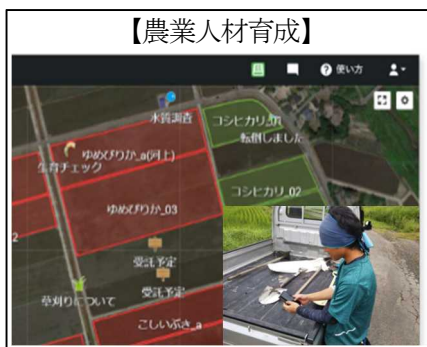 【農業人材育成】
使い方
水質調査
コシヒカリ_01
転倒しました
ゆめぴりか_a(河上)
生育チェック
コシヒカリ_02
ゆめぴりか_03
2
受託予定
受託予定
草刈りについて
こしいぶき_a